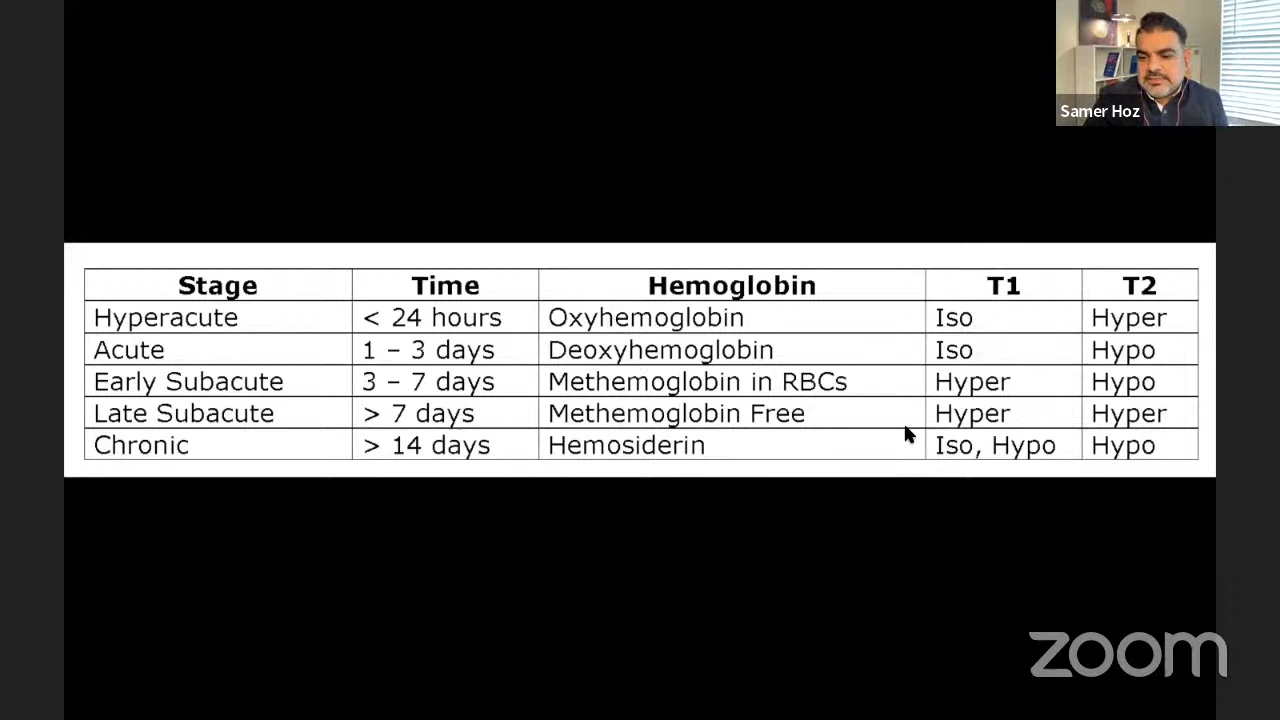 Samer Hoz
Stage Time Hemoglobin T1 T2
Hyperacute < 24 hours Oxyhemoglobin Iso Hyper
Acute 1 – 3 days Deoxyhemoglobin Iso Hypo
Early Subacute 3 – 7 days Methemoglobin in RBCs Hyper Hypo
Late Subacute > 7 days Methemoglobin Free Hyper Hyper
Chronic > 14 days Hemosiderin Iso, Hypo Hypo
zoom